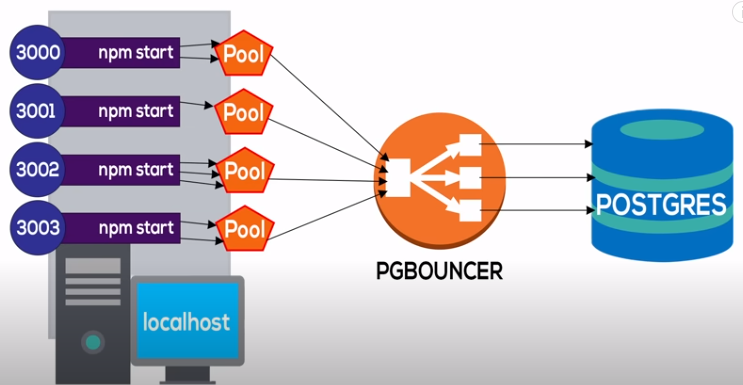 3000 npm start Pool
3001 npm start Pool
3002 npm start Pool
3003 npm start Pool
PGBOUNCER
POSTGRES
localhost